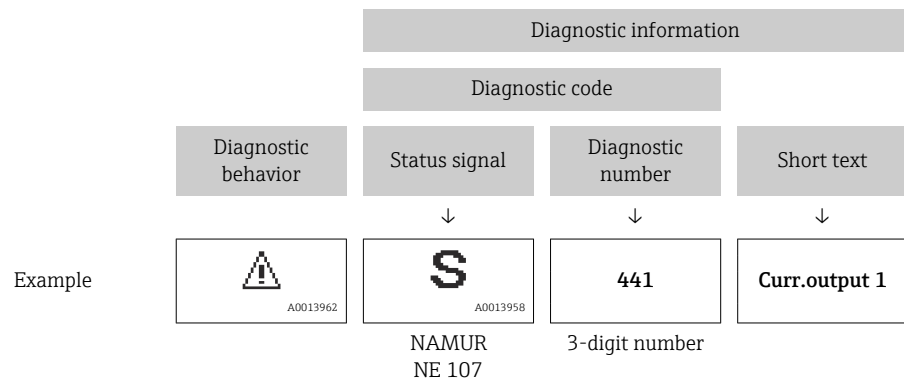 Diagnostic information
Diagnostic code
Diagnostic
behavior
Status signal
Diagnostic
number
Short text
↓ ↓ ↓
Example
A0013962
S
A0013958
441
Curr.output 1
NAMUR
NE 107
3-digit number